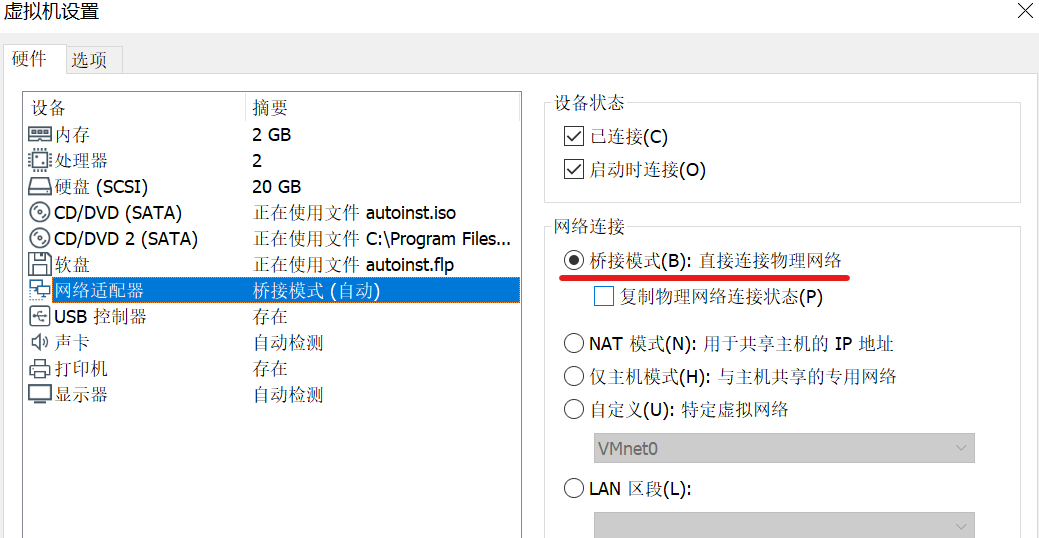 虚拟机设置
硬件 选项
设备 摘要
内存 2 GB
处理器 2
硬盘 (SCSI) 20 GB
CD/DVD (SATA) 正在使用文件 autoinst.iso
CD/DVD 2 (SATA) 正在使用文件 C:\Program Files...
软盘 正在使用文件 autoinst.flp
网络适配器 桥接模式 (自动)
USB 控制器 存在
声卡 自动检测
打印机 存在
显示器 自动检测
设备状态
已连接(C)
启动时连接(O)
网络连接
桥接模式(B): 直接连接物理网络
复制物理网络连接状态(P)
NAT 模式(N): 用于共享主机的 IP 地址
仅主机模式(H): 与主机共享的专用网络
自定义(U): 特定虚拟网络
VMnet0
LAN 区段(L):